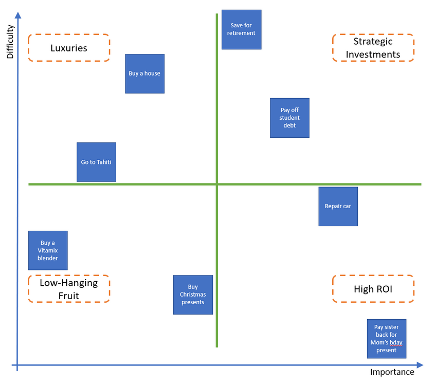 Difficulty
Luxuries
Save for
retirement
Strategic
Investments
Buy a house
Pay off
student
debt
Go to Tahiti
Repair car
Buy a
Vitamix
blender
Low-Hanging
Fruit
Buy
Christmas
presents
High ROI
Pay sister
back for
Mom's bday
present
Importance